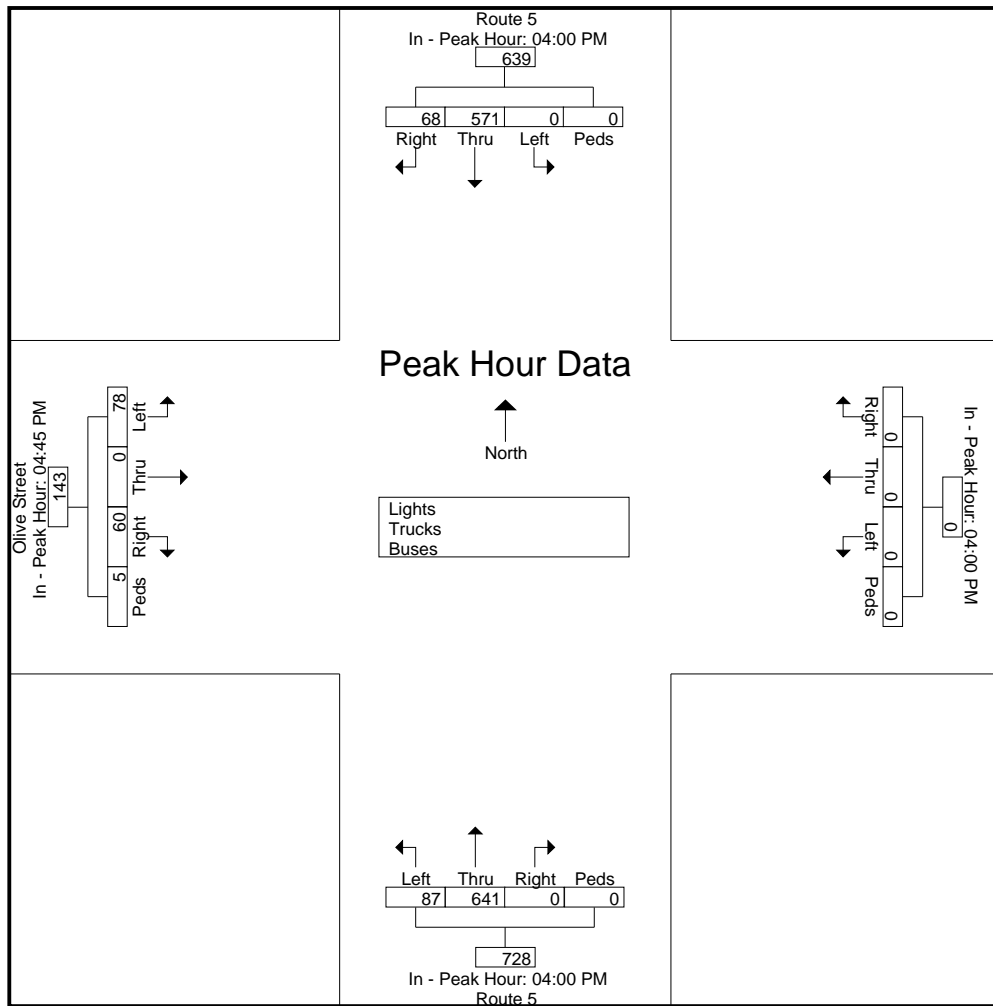 Route 5
In - Peak Hour: 04:00 PM
639
68 571 0 0
Right Thru Left Peds
Peak Hour Data
North
Lights
Trucks
Buses
Olive Street
In - Peak Hour: 04:45 PM
143
78 0 60 5
Left Thru Right Peds
In - Peak Hour: 04:00 PM
0
0 0 0 0
Right Thru Left Peds
Left Thru Right Peds
87 641 0 0
728
In - Peak Hour: 04:00 PM
Route 5